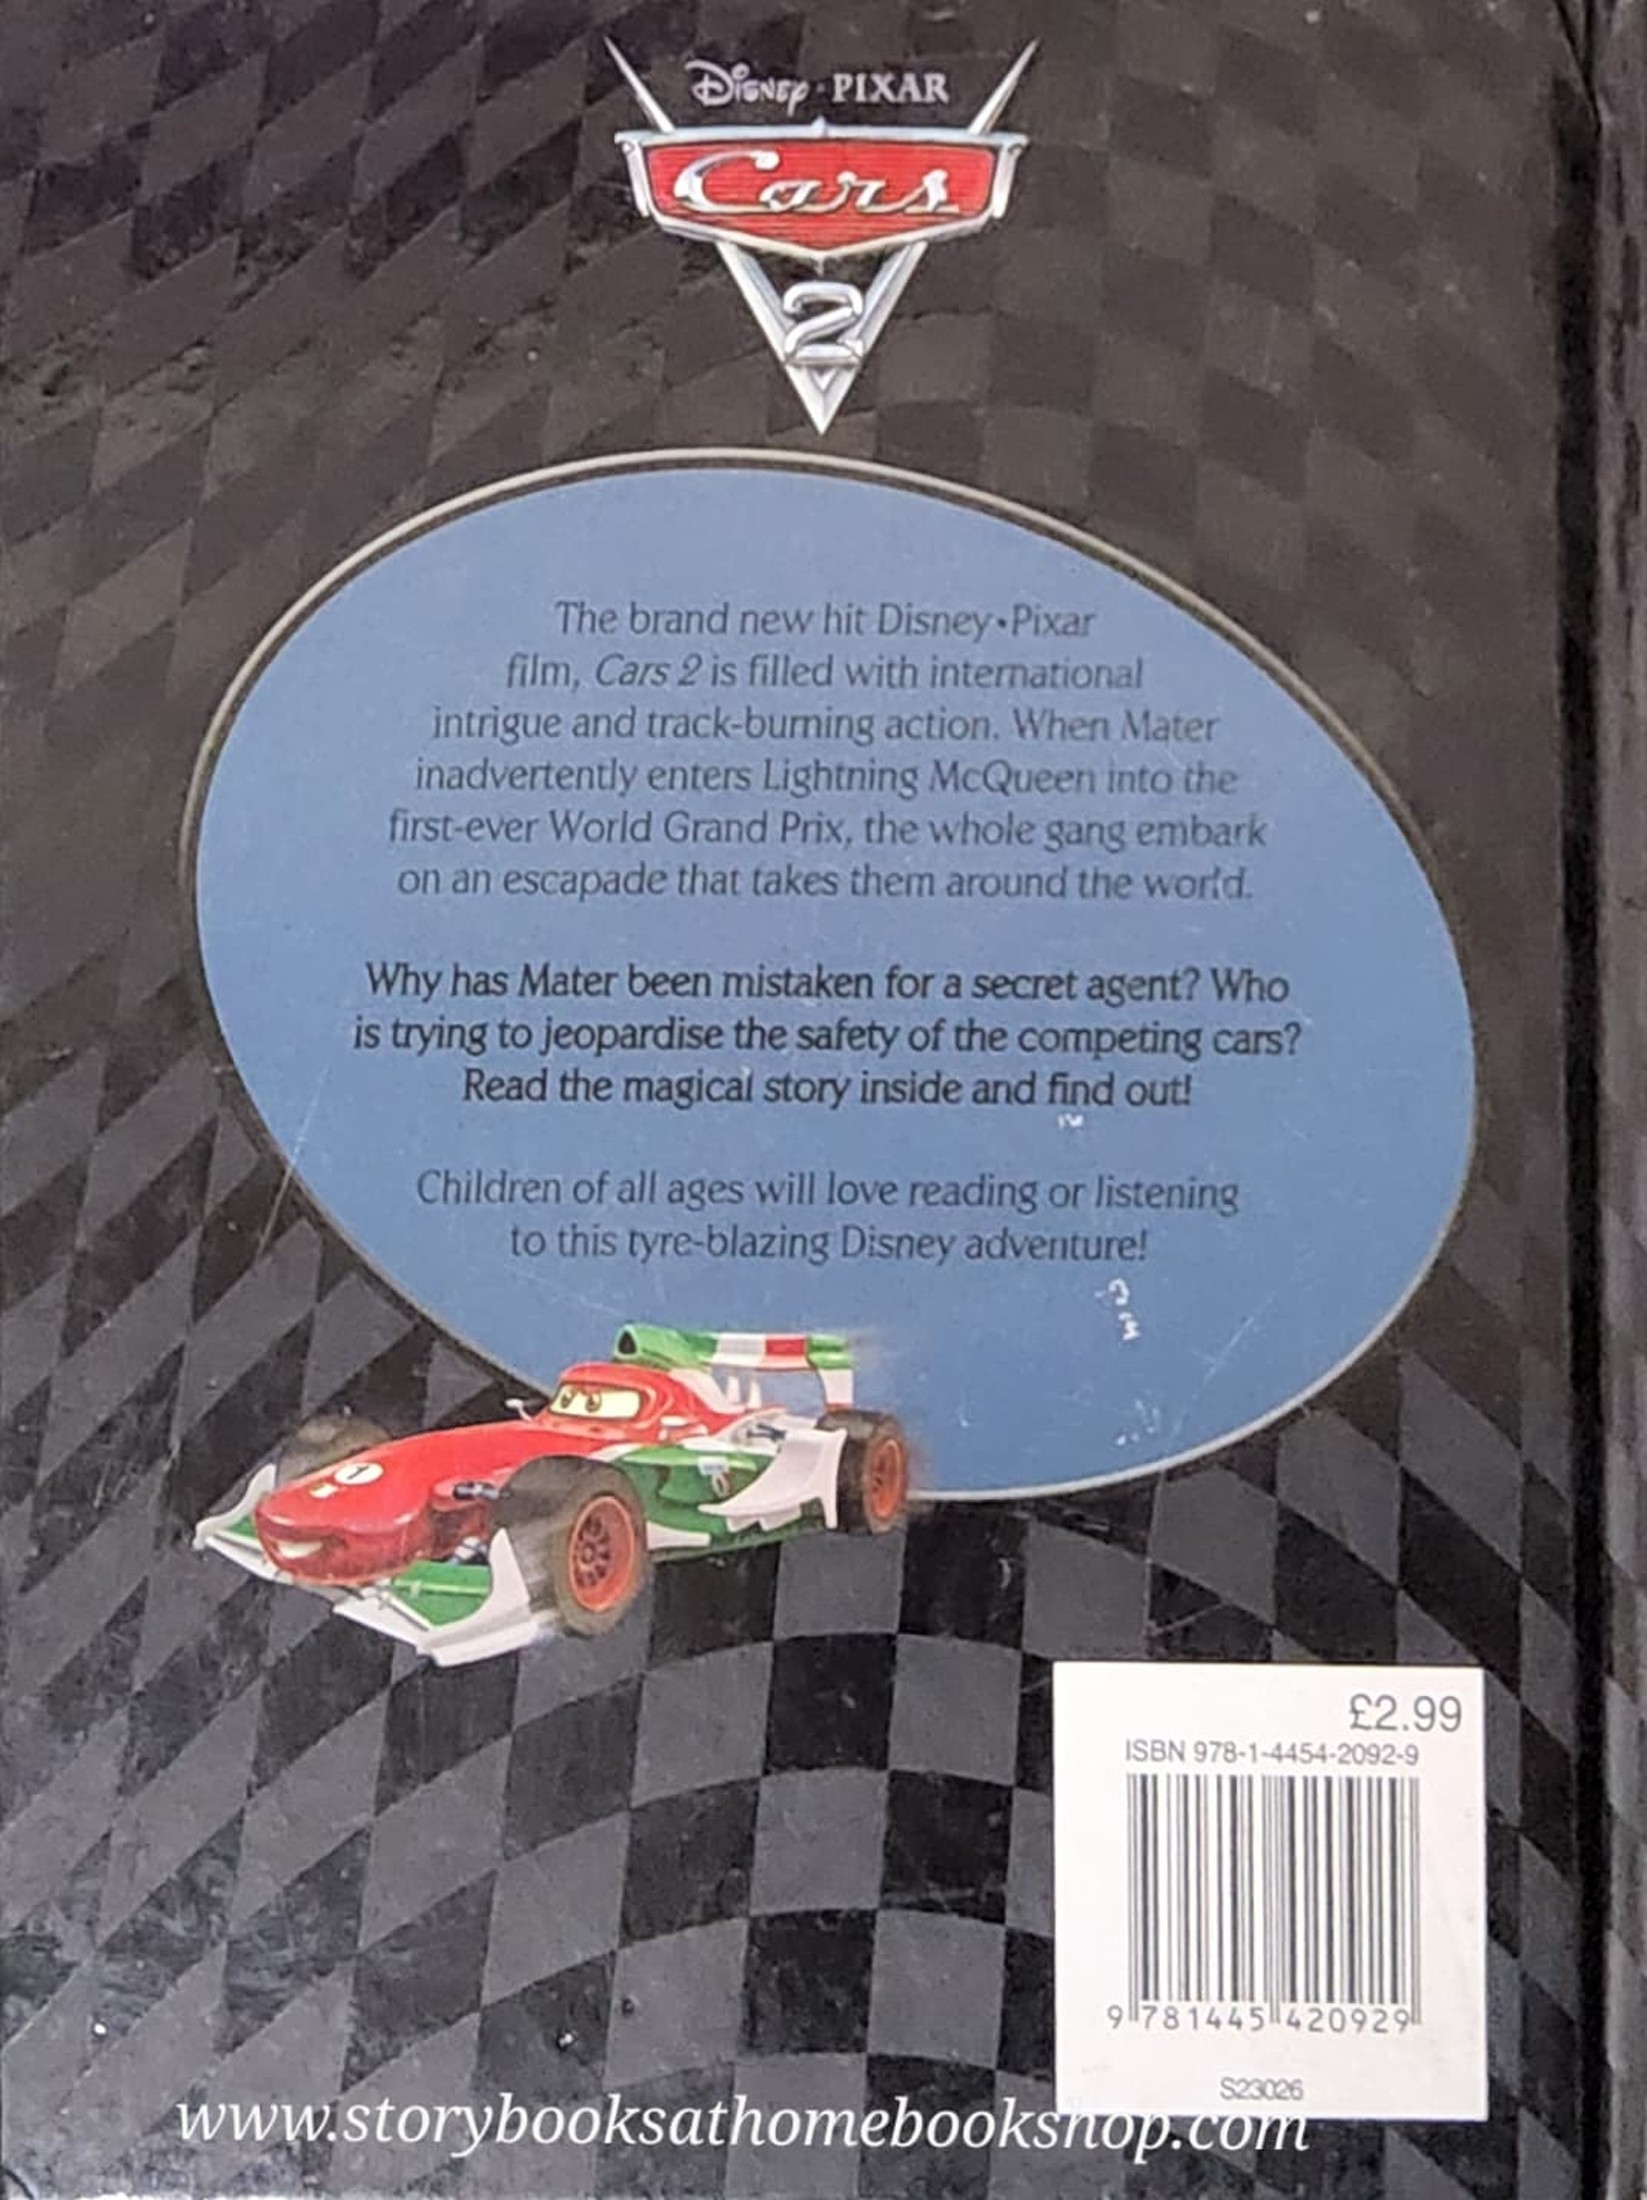 Disney · PIXAR
Cars
2
The brand new hit Disney•Pixar
film, Cars 2 is filled with international
intrigue and track-burning action. When Mater
inadvertently enters Lightning McQueen into the
first-ever World Grand Prix, the whole gang embark
on an escapade that takes them around the world.
Why has Mater been mistaken for a secret agent? Who
is trying to jeopardise the safety of the competing cars?
Read the magical story inside and find out!
Children of all ages will love reading or listening
to this tyre-blazing Disney adventure!
1
£2.99
ISBN 978-1-4454-2092-9
9 781445 420929
S23026
www.storybooksathomebookshop.com